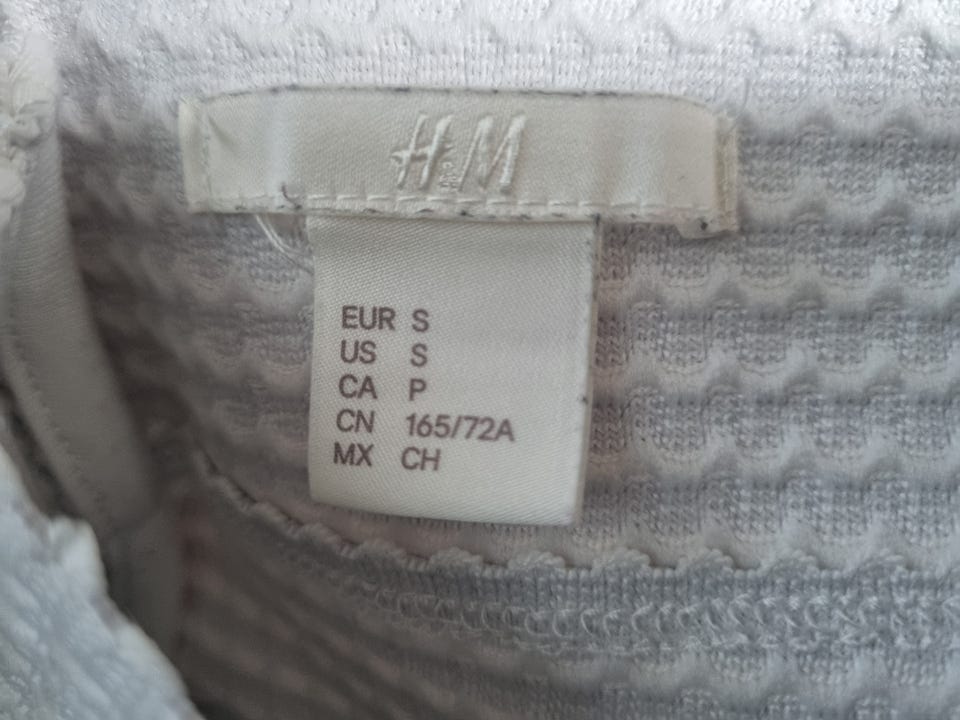 H&M
EUR S
US S
CA P
CN 165/72A
MX CH